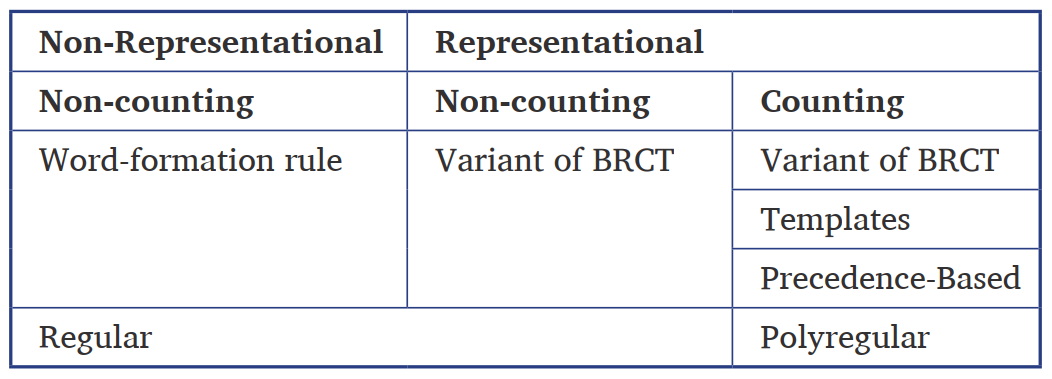 Non-Representational Representational
Non-counting Non-counting Counting
Word-formation rule Variant of BRCT Variant of BRCT
Templates
Precedence-Based
Regular Polyregular